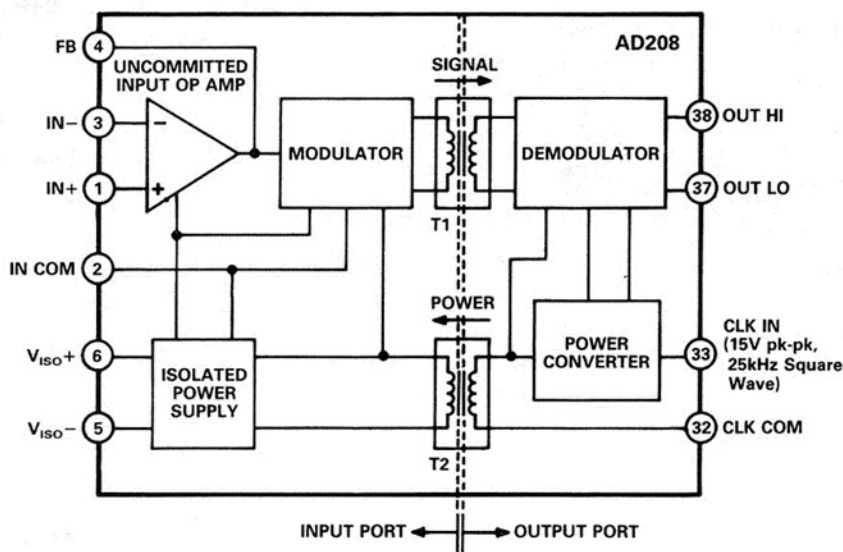 AD208
FB
4
UNCOMMITTED
INPUT OP AMP
SIGNAL
IN−
3
−
MODULATOR
DEMODULATOR
38
OUT HI
IN+
1
+
37
OUT LO
T1
IN COM
2
POWER
V_ISO+
6
ISOLATED
POWER
SUPPLY
POWER
CONVERTER
33
CLK IN
(15V pk-pk,
25kHz Square
Wave)
V_ISO−
5
32
CLK COM
T2
INPUT PORT
OUTPUT PORT